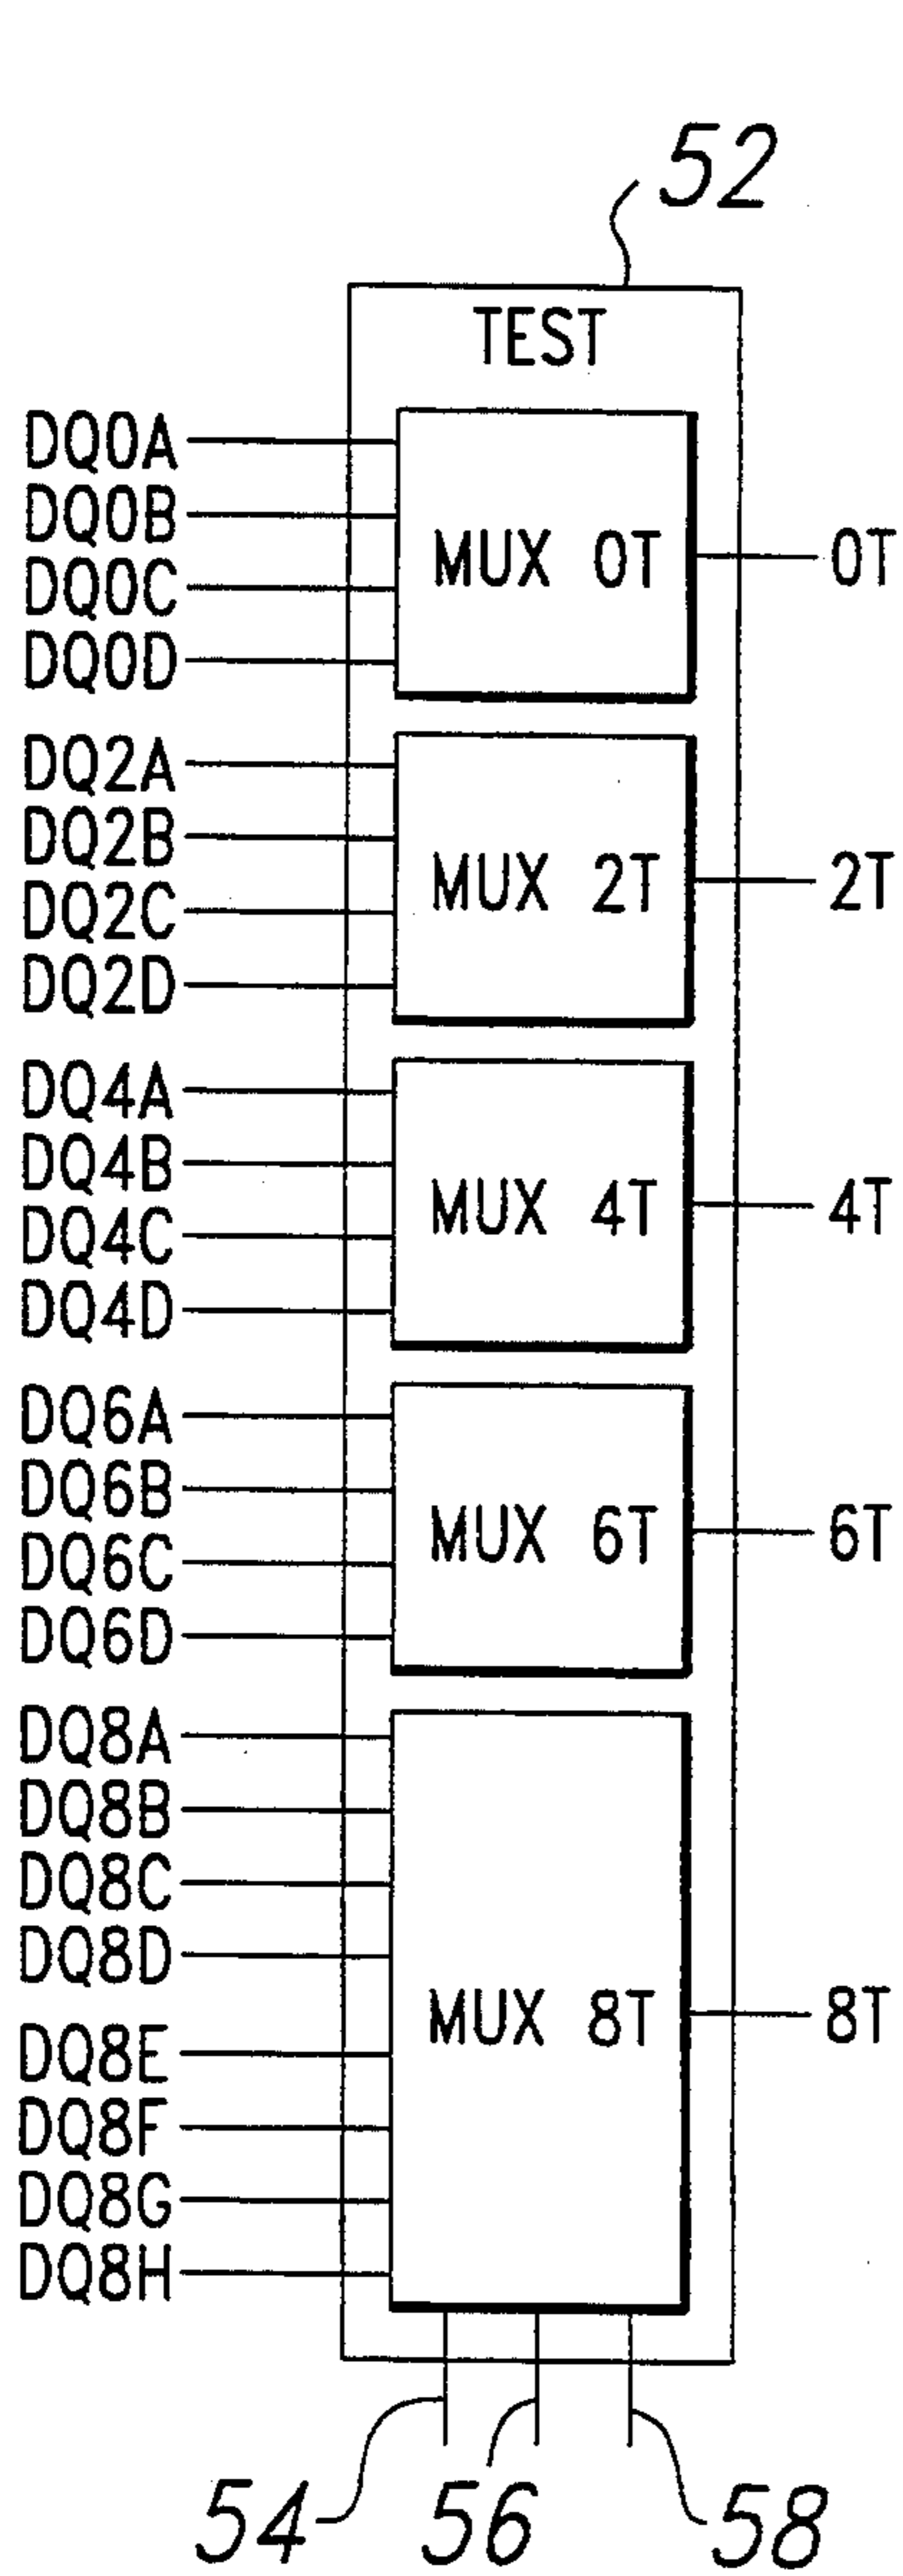 52
TEST
DQ0A
DQ0B
DQ0C
DQ0D
MUX 0T
0T
DQ2A
DQ2B
DQ2C
DQ2D
MUX 2T
2T
DQ4A
DQ4B
DQ4C
DQ4D
MUX 4T
4T
DQ6A
DQ6B
DQ6C
DQ6D
MUX 6T
6T
DQ8A
DQ8B
DQ8C
DQ8D
DQ8E
DQ8F
DQ8G
DQ8H
MUX 8T
8T
54
56
58